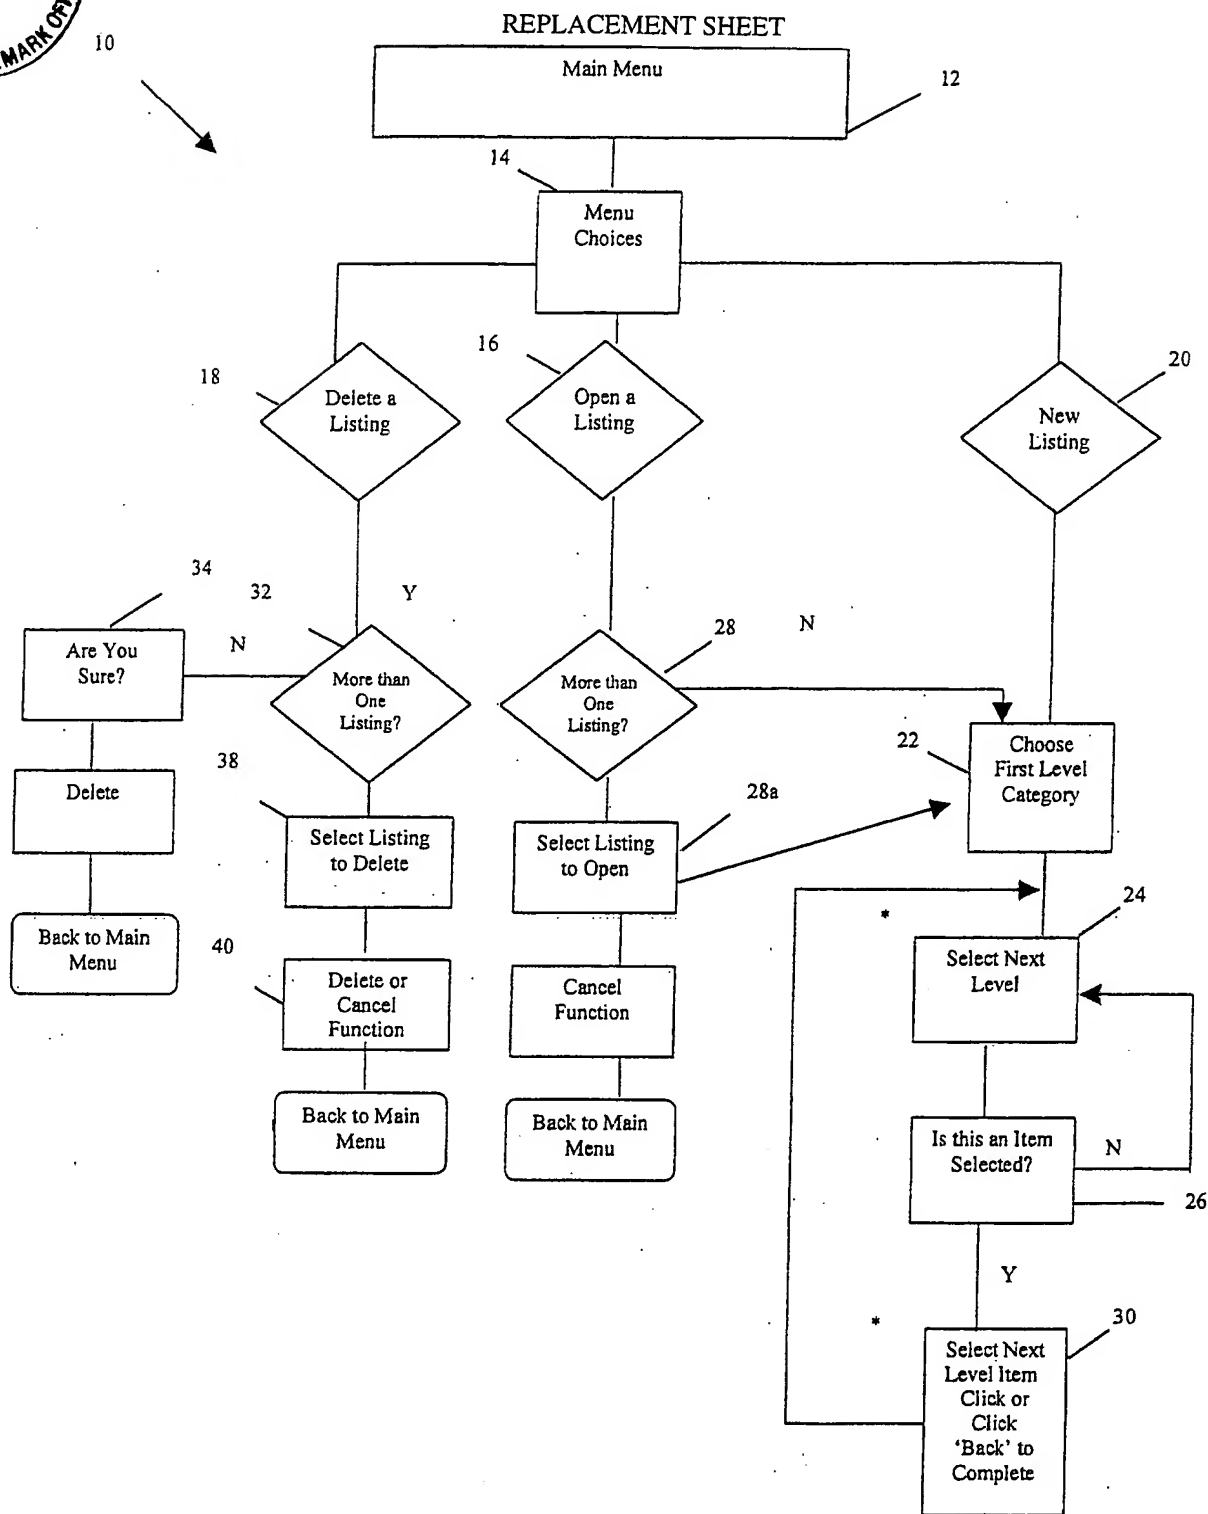 REPLACEMENT SHEET
MARK OF
10
Main Menu
12
14
Menu
Choices
16
18
20
Delete a
Listing
Open a
Listing
New
Listing
34
32
Y
28
N
Are You
Sure?
N
More than
One
Listing?
More than
One
Listing?
22
Choose
First Level
Category
38
28a
Delete
Select Listing
to Delete
Select Listing
to Open
*
24
40
Back to Main
Menu
Delete or
Cancel
Function
Cancel
Function
Select Next
Level
Back to Main
Menu
Back to Main
Menu
Is this an Item
Selected?
N
26
Y
*
30
Select Next
Level Item
Click or
Click
‘Back’ to
Complete